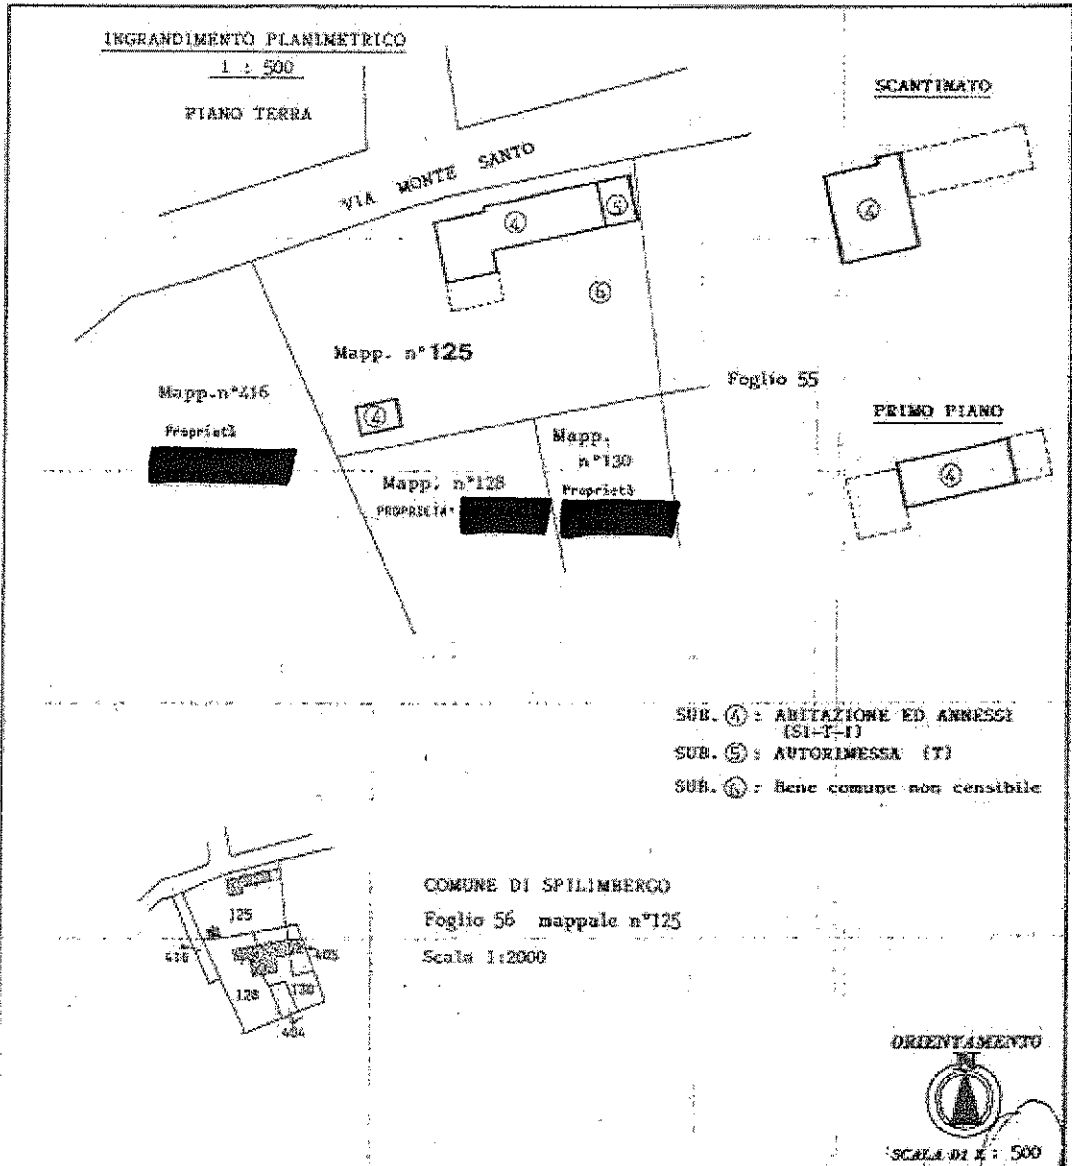 INGRANDIMENTO PLANIMETRICO
1 : 500
PIANO TERRA
SCANTINATO
VIA MONTE SANTO
4
5
4
6
Mapp. n°125
Foglio 55
Mapp.n°416
Proprietà
4
PRIMO PIANO
Mapp.
n°130
4
Mapp. n°128
Proprietà
PROPRIETA'
SUB. 4 : ABITAZIONE ED ANNESSI
(S1-T-I)
SUB. 5 : AUTORIMESSA (T)
SUB. 6 : Bene comune non censibile
COMUNE DI SPILIMBERGO
Foglio 56 mappale n°125
Scala 1:2000
125
416
405
128
130
404
ORIENTAMENTO
N
SCALA DI 1 : 500